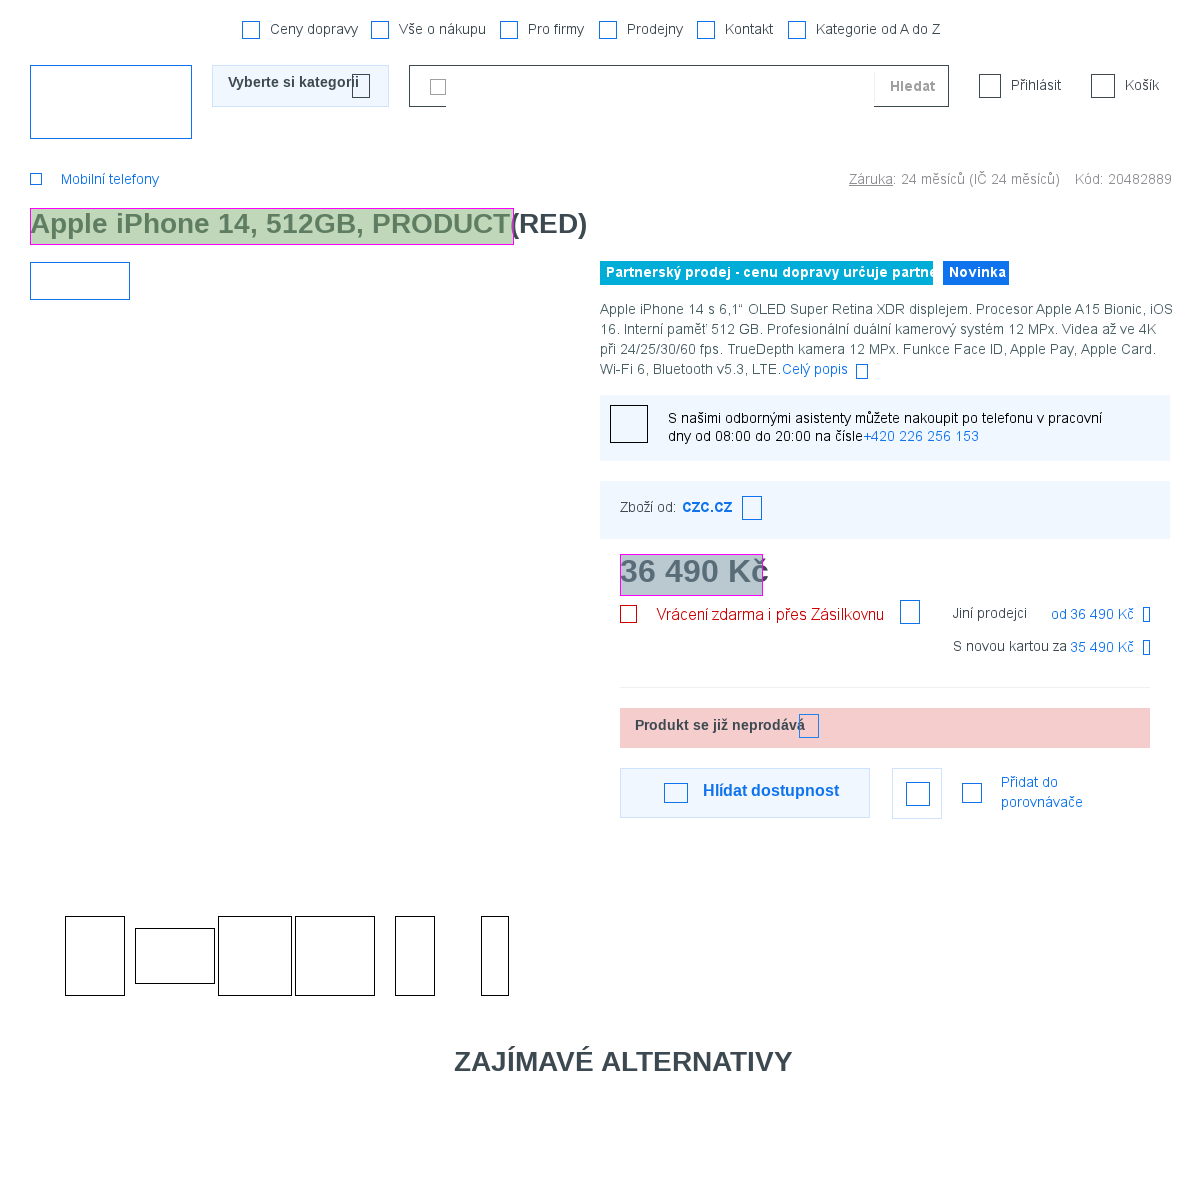 Ceny dopravy Vše o nákupu Pro firmy Prodejny Kontakt Kategorie od A do Z
Vyberte si kategorii Hledat Přihlásit Košík
Mobilní telefony Záruka: 24 měsíců (IČ 24 měsíců) Kód: 20482889
Apple iPhone 14, 512GB, PRODUCT(RED)
Partnerský prodej - cenu dopravy určuje partne Novinka
Apple iPhone 14 s 6,1“ OLED Super Retina XDR displejem. Procesor Apple A15 Bionic, iOS
16. Interní paměť 512 GB. Profesionální duální kamerový systém 12 MPx. Videa až ve 4K
při 24/25/30/60 fps. TrueDepth kamera 12 MPx. Funkce Face ID, Apple Pay, Apple Card.
Wi-Fi 6, Bluetooth v5.3, LTE.Celý popis
S našimi odbornými asistenty můžete nakoupit po telefonu v pracovní
dny od 08:00 do 20:00 na čísle+420 226 256 153
Zboží od: czc.cz
36 490 Kč
Vrácení zdarma i přes Zásilkovnu Jiní prodejci od 36 490 Kč
S novou kartou za 35 490 Kč
Produkt se již neprodává
Hlídat dostupnost Přidat do
porovnávače
ZAJÍMAVÉ ALTERNATIVY